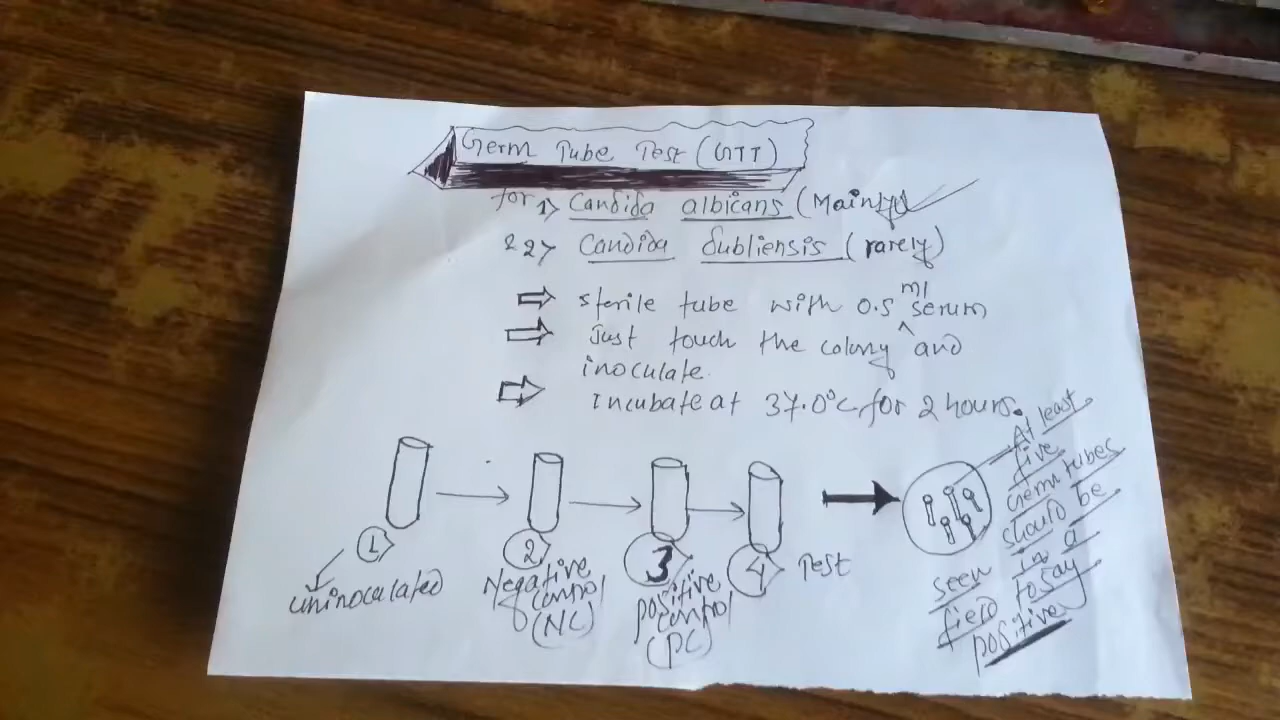 Germ Tube Test (GTT)
for 1> Candida albicans (Mainly)
2 2> Candida dubliensis (rarely)
⇒ sterile tube with 0.5 ml serum
⇒ Just touch the colony ^ and
inoculate.
⇒ Incubate at 37.0°C for 2 hours.
1
uninoculated
2
Negative
control
(NC)
3
positive
control
(PC)
4
Test
At least
five
Germ tubes
should be
seen in a
field to say
positive